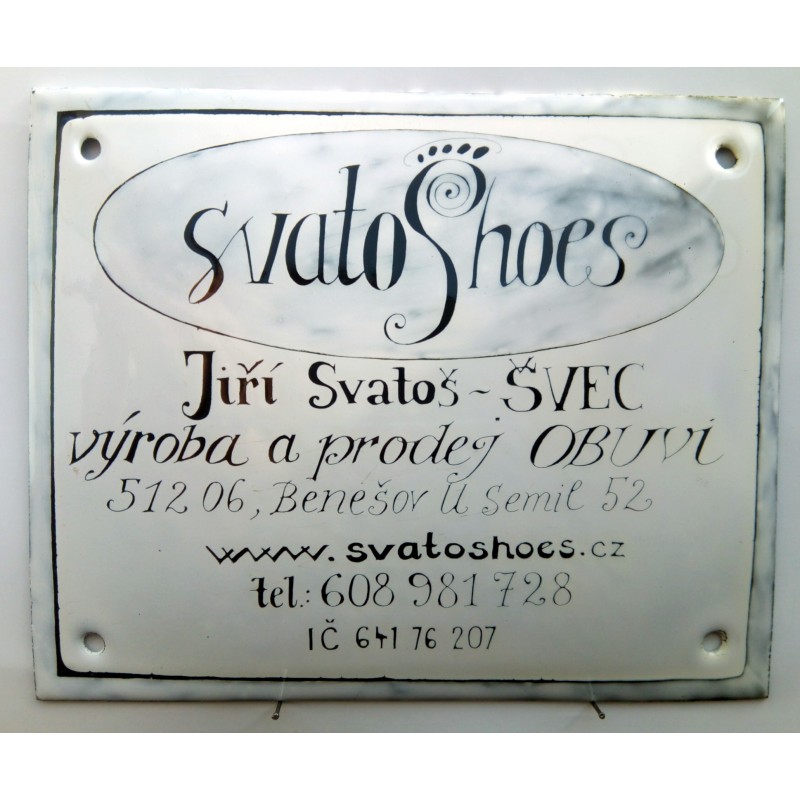 svatoShoes
Jiří Svatoš - ŠVEC
výroba a prodej OBUVi
512 06, Benešov U Semil 52
www.svatoshoes.cz
tel.: 608 981 728
IČ 641 76 207